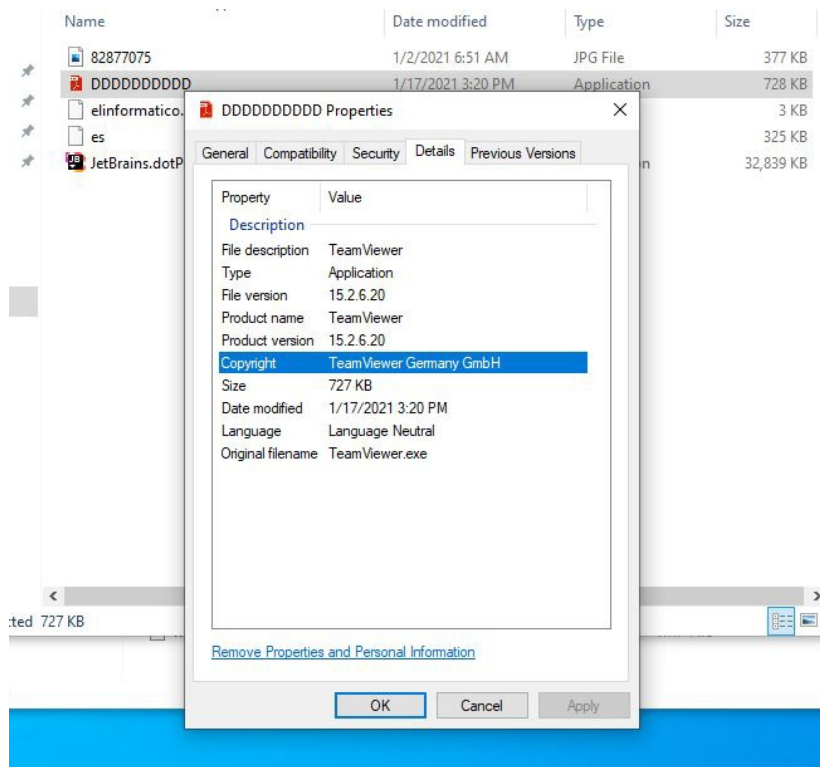 Name Date modified Type Size
82877075 1/2/2021 6:51 AM JPG File 377 KB
DDDDDDDDDD 1/17/2021 3:20 PM Application 728 KB
elinformatico. 3 KB
es 325 KB
JetBrains.dotP n 32,839 KB
DDDDDDDDDD Properties
General Compatibility Security Details Previous Versions
Property Value
Description
File description TeamViewer
Type Application
File version 15.2.6.20
Product name TeamViewer
Product version 15.2.6.20
Copyright TeamViewer Germany GmbH
Size 727 KB
Date modified 1/17/2021 3:20 PM
Language Language Neutral
Original filename TeamViewer.exe
cted 727 KB
Remove Properties and Personal Information
OK Cancel Apply